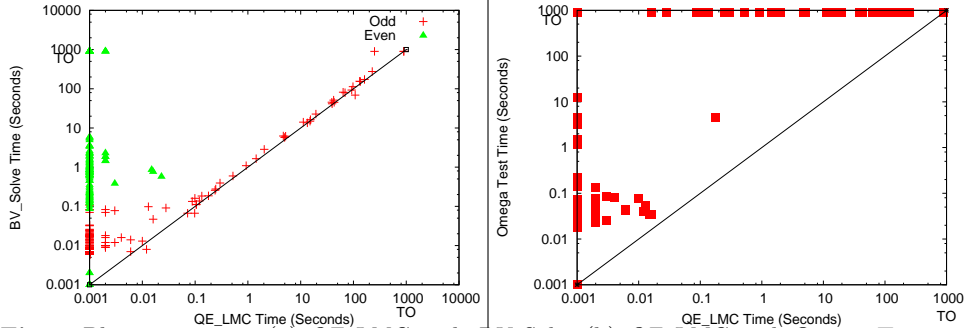 Odd
Even
BV_Solve Time (Seconds)
1000
TO
1000
100
10
1
0.1
0.01
0.001
0.001 0.01 0.1 1 10 100 1000 10000
TO
QE_LMC Time (Seconds)
Omega Test Time (Seconds)
1000
TO
100
10
1
0.1
0.01
0.001
0.001 0.01 0.1 1 10 100 1000
TO
QE_LMC Time (Seconds)